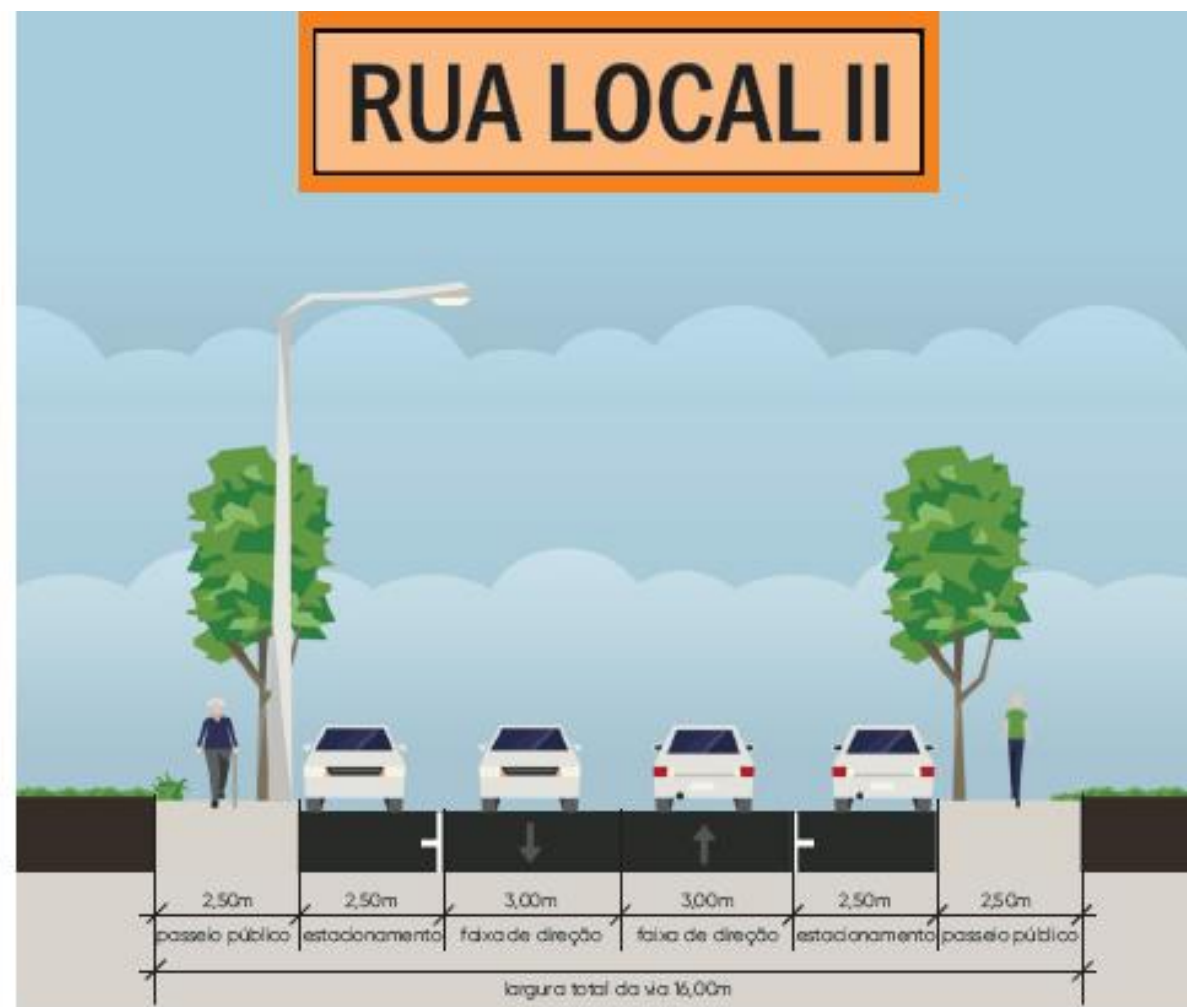 RUA LOCAL II
2,50m 2,50m 3,00m 3,00m 2,50m 2,50m
passeio público estacionamento faixa de direção faixa de direção estacionamento passeio público
largura total da via 16,00m